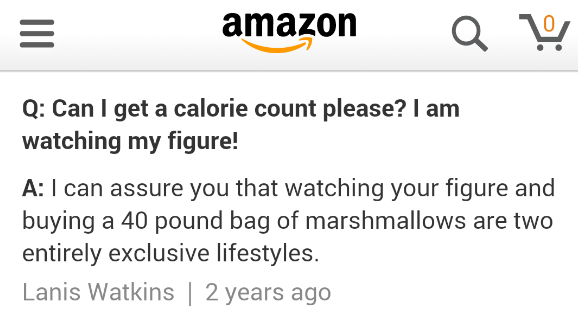 amazon
0
Q: Can I get a calorie count please? I am
watching my figure!
A: I can assure you that watching your figure and
buying a 40 pound bag of marshmallows are two
entirely exclusive lifestyles.
Lanis Watkins | 2 years ago